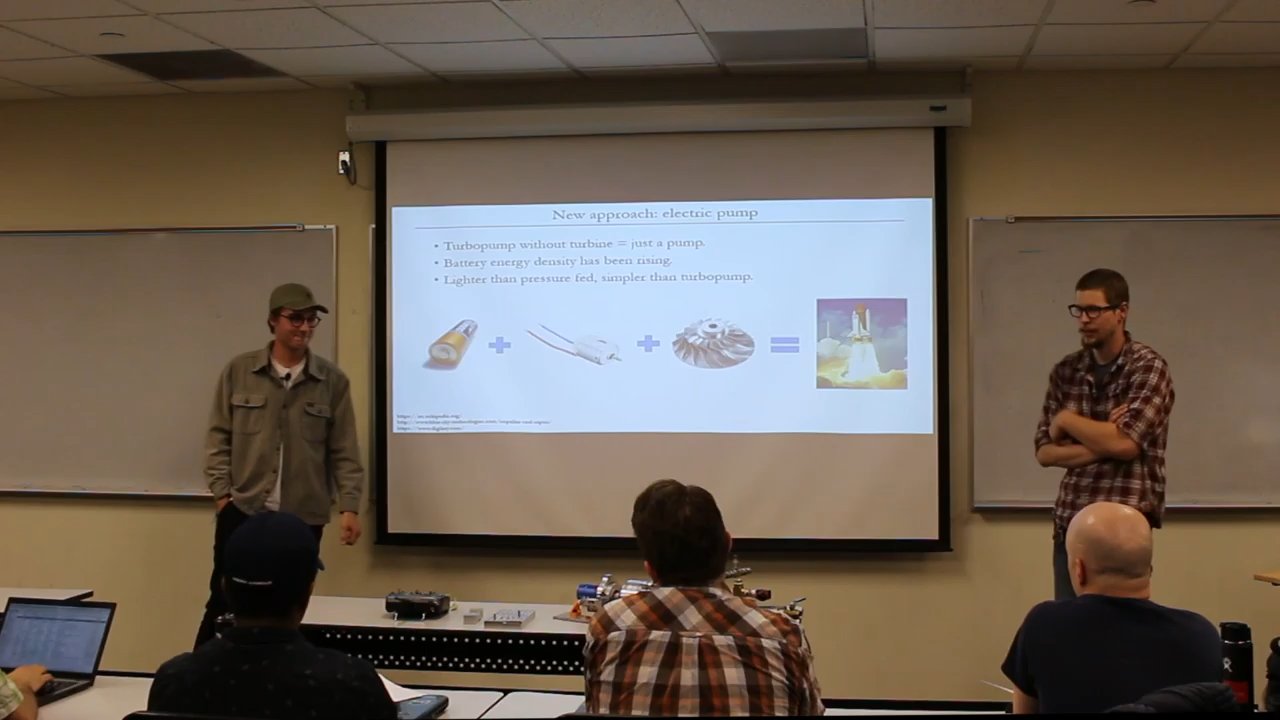 New approach: electric pump
• Turbopump without turbine = just a pump.
• Battery energy density has been rising.
• Lighter than pressure fed, simpler than turbopump.